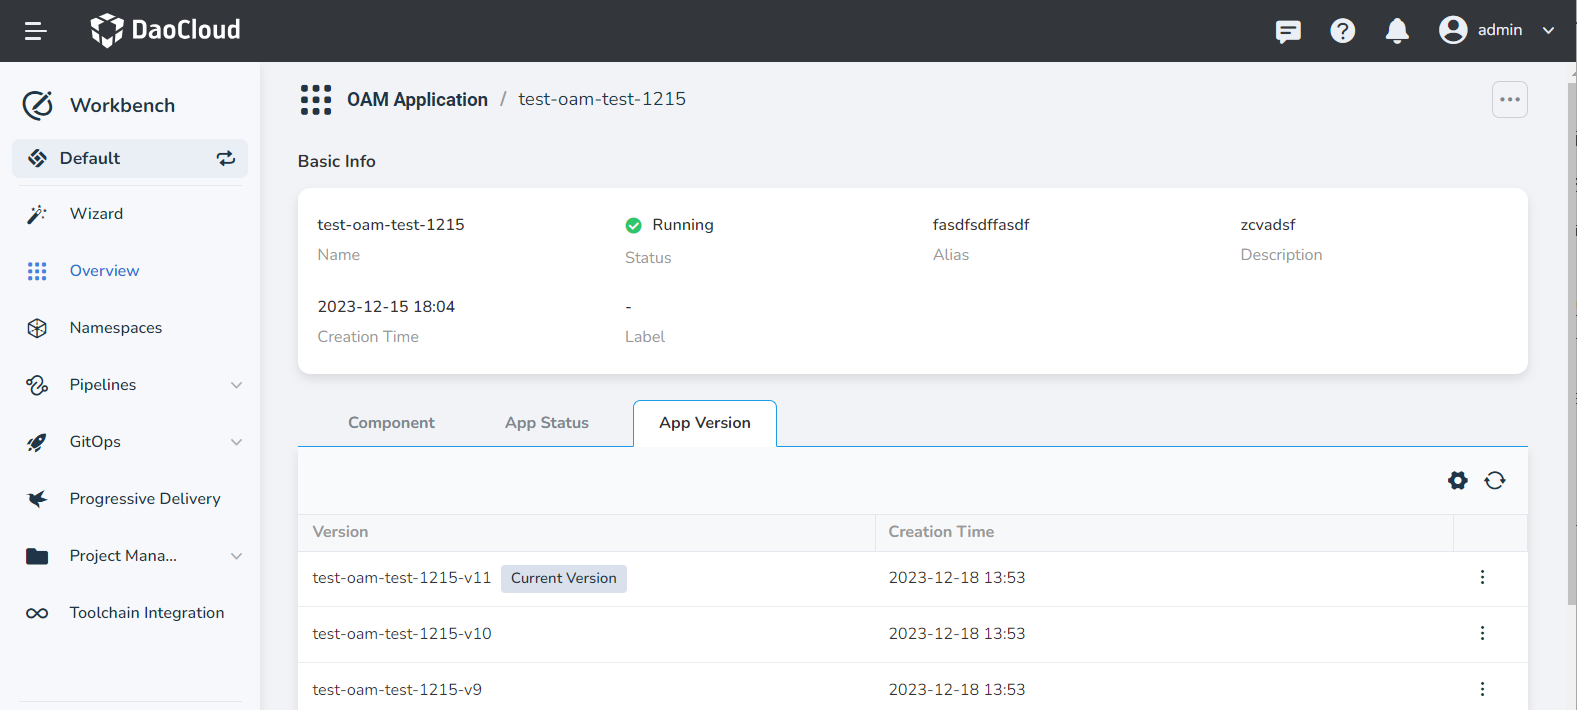 DaoCloud
admin
Workbench
Default
Wizard
Overview
Namespaces
Pipelines
GitOps
Progressive Delivery
Project Mana...
Toolchain Integration
OAM Application / test-oam-test-1215
Basic Info
test-oam-test-1215
Name
Running
Status
fasdfsdffasdf
Alias
zcvadsf
Description
2023-12-15 18:04
Creation Time
-
Label
Component App Status App Version
Version Creation Time
test-oam-test-1215-v11 Current Version 2023-12-18 13:53
test-oam-test-1215-v10 2023-12-18 13:53
test-oam-test-1215-v9 2023-12-18 13:53